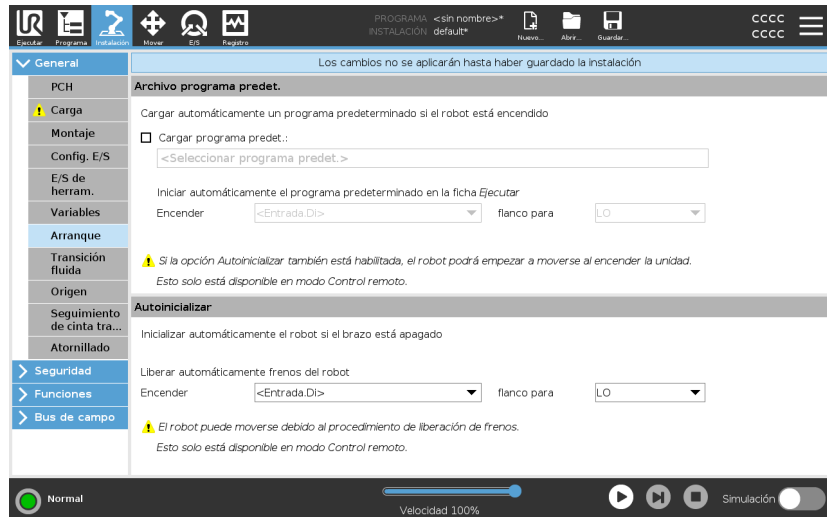 UR
PROGRAMA <sin nombre>*
INSTALACIÓN default*
cccc
cccc
Ejecutar Programa Instalación Mover E/S Registro Nuevo... Abrir... Guardar...
General
Los cambios no se aplicarán hasta haber guardado la instalación
PCH
Carga
Montaje
Config. E/S
E/S de
herram.
Variables
Arranque
Transición
fluida
Origen
Seguimiento
de cinta tra...
Atornillado
Seguridad
Funciones
Bus de campo
Archivo programa predet.
Cargar automáticamente un programa predeterminado si el robot está encendido
Cargar programa predet.:
<Seleccionar programa predet.>
Iniciar automáticamente el programa predeterminado en la ficha Ejecutar
Encender <Entrada.Di> flanco para LO
Si la opción Autoinicializar también está habilitada, el robot podrá empezar a moverse al encender la unidad.
Esto solo está disponible en modo Control remoto.
Autoinicializar
Inicializar automáticamente el robot si el brazo está apagado
Liberar automáticamente frenos del robot
Encender <Entrada.Di> flanco para LO
El robot puede moverse debido al procedimiento de liberación de frenos.
Esto solo está disponible en modo Control remoto.
Normal
Velocidad 100%
Simulación